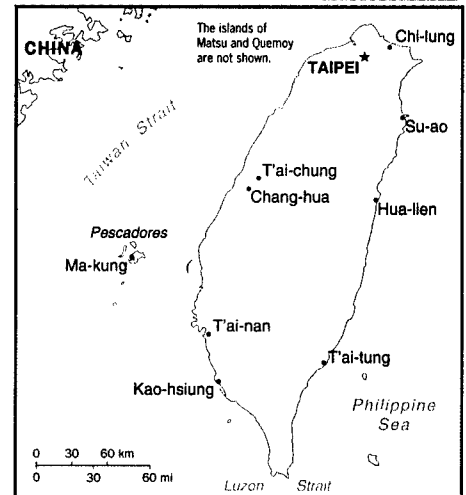 The islands of
Matsu and Quemoy
are not shown.
CHINA
Chi-lung
TAIPEI
Su-ao
Taiwan Strait
T'ai-chung
Chang-hua
Hua-lien
Pescadores
Ma-kung
T'ai-nan
T'ai-tung
Kao-hsiung
Philippine
Sea
0 30 60 km
0 30 60 mi
Luzon Strait